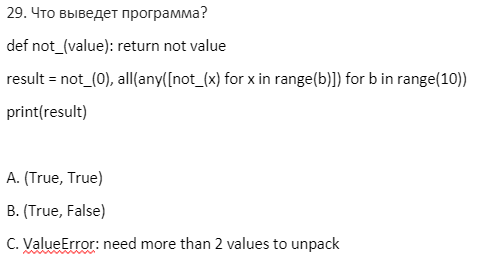 29. Что выведет программа?
def not_(value): return not value
result = not_(0), all(any([not_(x) for x in range(b)]) for b in range(10))
print(result)
A. (True, True)
B. (True, False)
C. ValueError: need more than 2 values to unpack